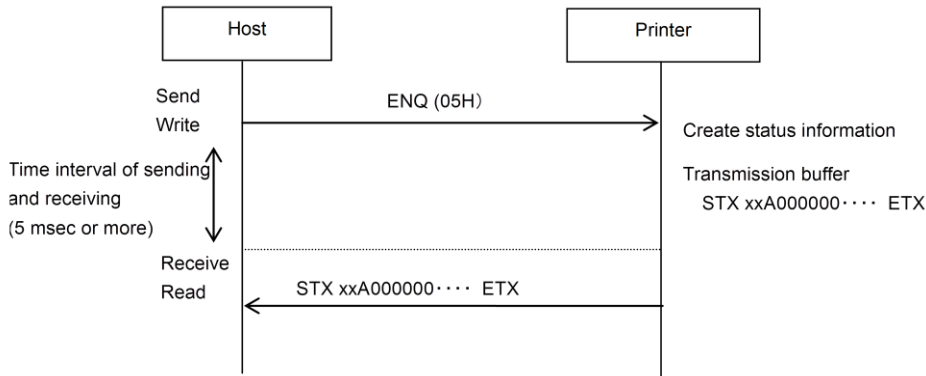 Host
Printer
Send
Write
ENQ (05H）
Create status information
Time interval of sending
and receiving
(5 msec or more)
Transmission buffer
STX xxA000000‥‥ ETX
Receive
Read
STX xxA000000‥‥ ETX